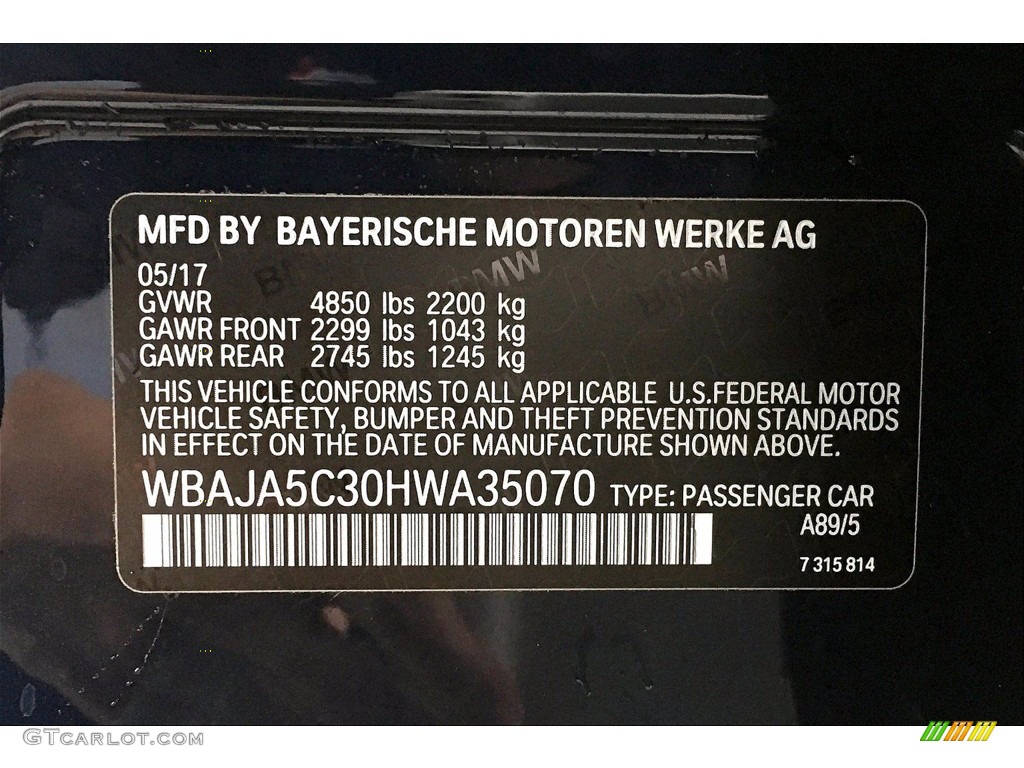 MFD BY BAYERISCHE MOTOREN WERKE AG
05/17
GVWR 4850 lbs 2200 kg
GAWR FRONT 2299 lbs 1043 kg
GAWR REAR 2745 lbs 1245 kg
THIS VEHICLE CONFORMS TO ALL APPLICABLE U.S.FEDERAL MOTOR
VEHICLE SAFETY, BUMPER AND THEFT PREVENTION STANDARDS
IN EFFECT ON THE DATE OF MANUFACTURE SHOWN ABOVE.
WBAJA5C30HWA35070 TYPE: PASSENGER CAR
A89/5
7 315 814
GTCARLOT.COM